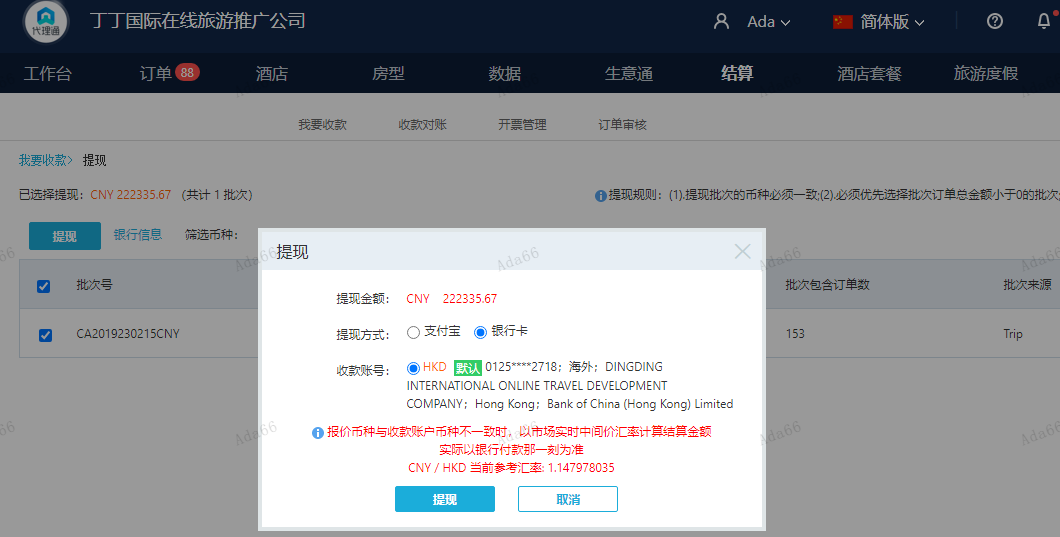 代理通
丁丁国际在线旅游推广公司
Ada
简体版
工作台
订单 88
酒店
房型
数据
生意通
结算
酒店套餐
旅游度假
我要收款
收款对账
开票管理
订单审核
我要收款> 提现
已选择提现: CNY 222335.67 (共计 1 批次)
提现规则: (1).提现批次的币种必须一致;(2).必须优先选择批次订单总金额小于0的批次;
提现 银行信息 筛选币种:
批次号
批次包含订单数
批次来源
CA2019230215CNY
153
Trip
提现
提现金额: CNY 222335.67
提现方式: 支付宝 银行卡
收款账号: HKD 默认 0125****2718; 海外; DINGDING
INTERNATIONAL ONLINE TRAVEL DEVELOPMENT
COMPANY; Hong Kong; Bank of China (Hong Kong) Limited
报价币种与收款账户币种不一致时，以市场实时中间价汇率计算结算金额
实际以银行付款那一刻为准
CNY / HKD 当前参考汇率: 1.147978035
提现
取消
Ada66
Ada66
Ada66
Ada66
Ada66
Ada66